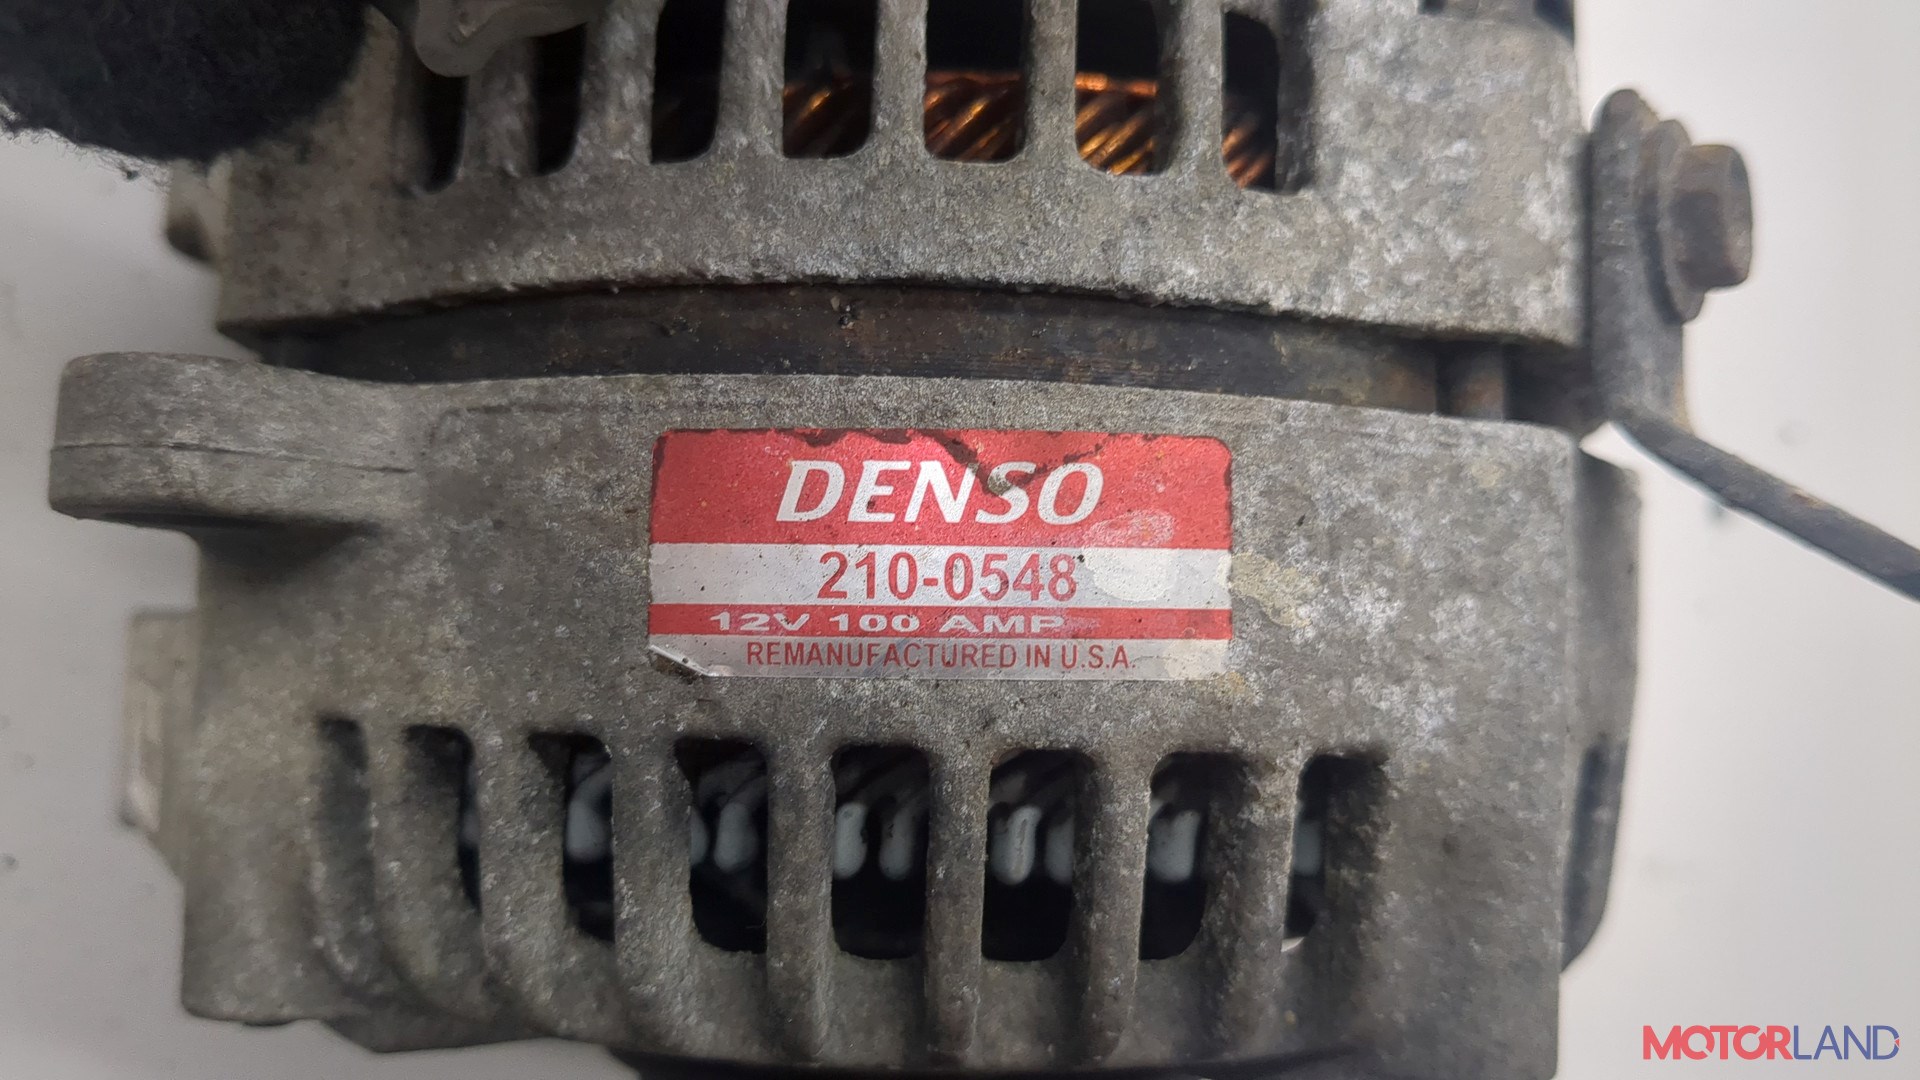 DENSO
210-0548
12V 100 AMP
REMANUFACTURED IN U.S.A.
MOTORLAND